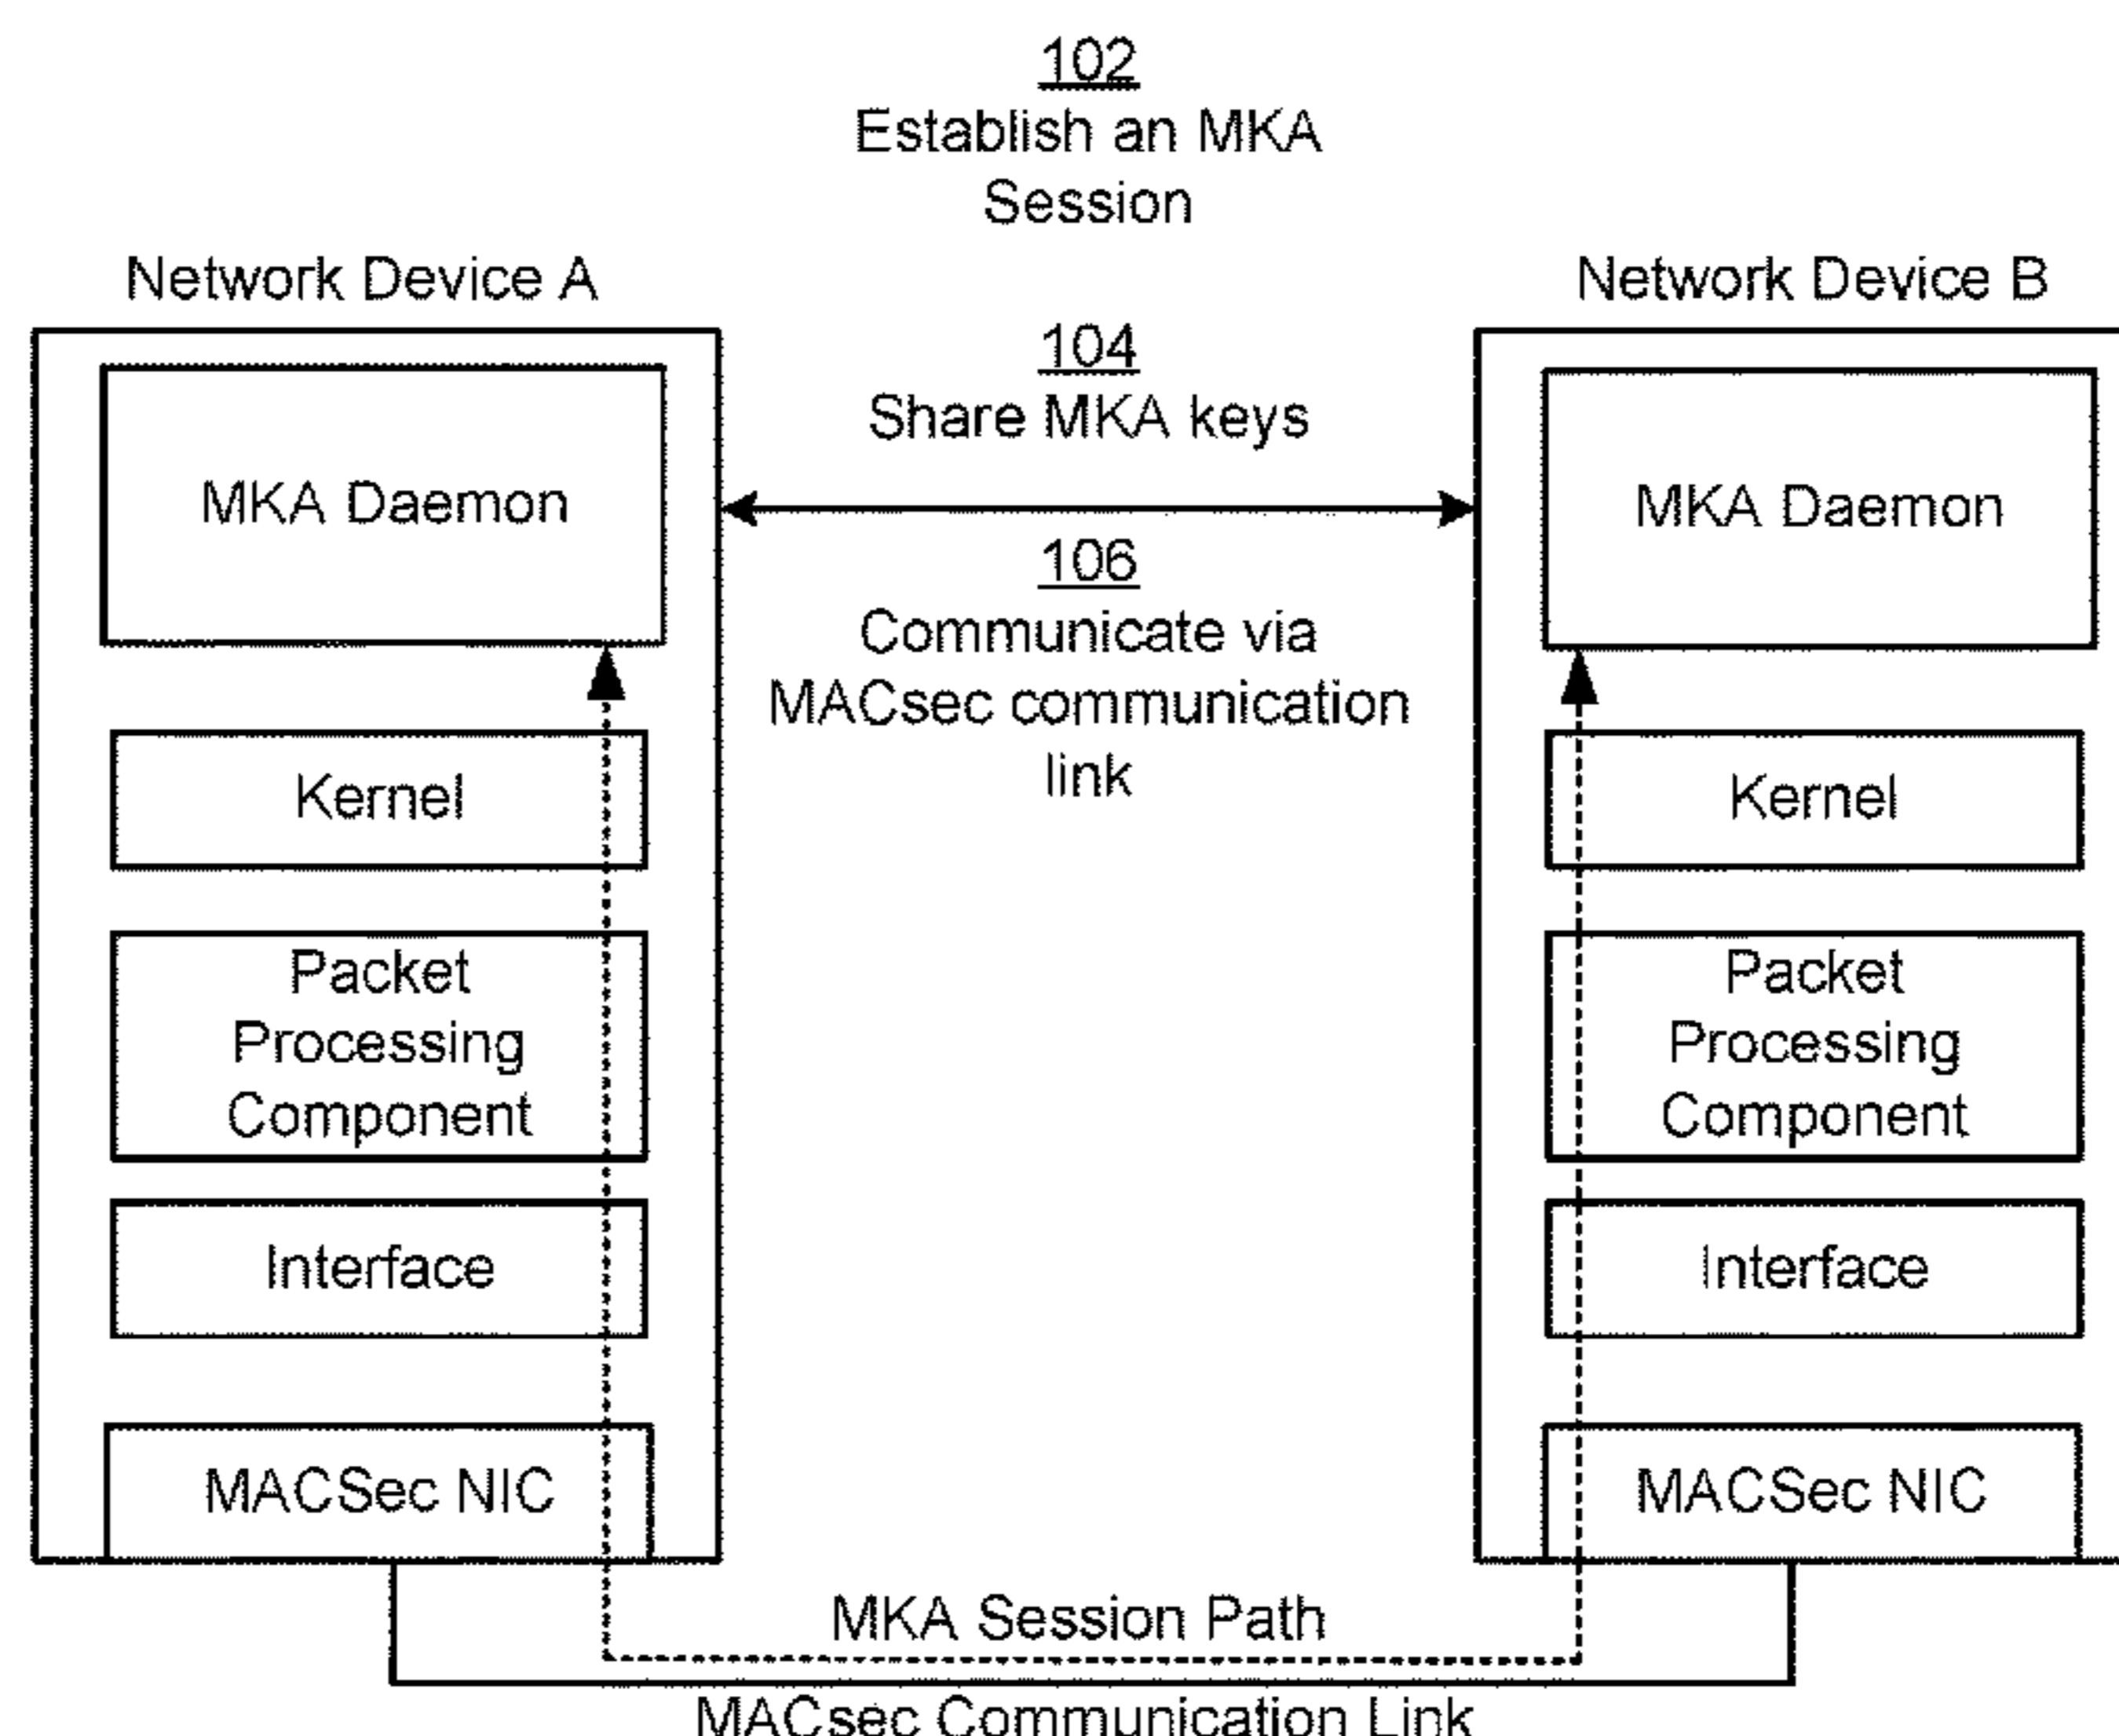 102
Establish an MKA
Session
Network Device A
Network Device B
104
Share MKA keys
MKA Daemon
MKA Daemon
106
Communicate via
MACsec communication
link
Kernel
Kernel
Packet
Processing
Component
Packet
Processing
Component
Interface
Interface
MACSec NIC
MACSec NIC
MKA Session Path
MACsec Communication Link